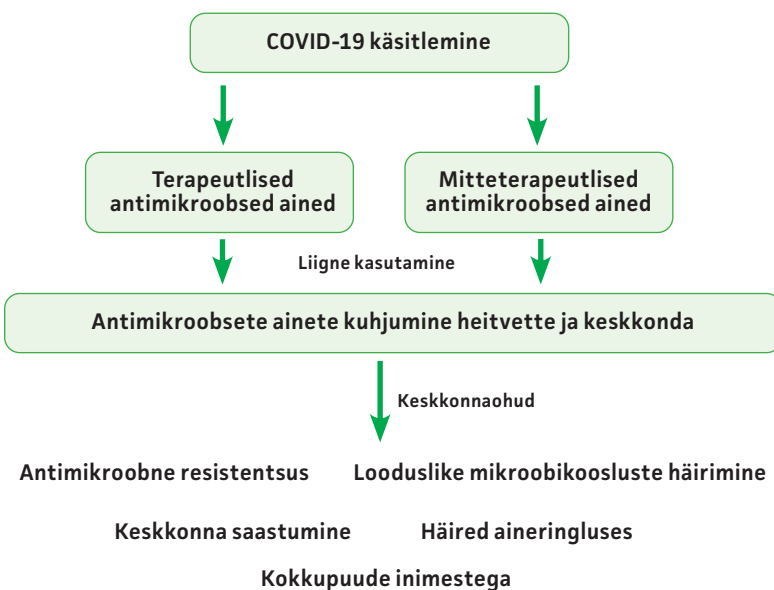 COVID-19 käsitlemine
Terapeutlised
antimikroobsed ained
Mitteterapeutlised
antimikroobsed ained
Liigne kasutamine
Antimikroobsete ainete kuhjumine heitvette ja keskkonda
Keskkonnaohud
Antimikroobne resistentsus
Looduslike mikroobikoosluste häirimine
Keskkonna saastumine
Häired aineringluses
Kokkupuude inimestega